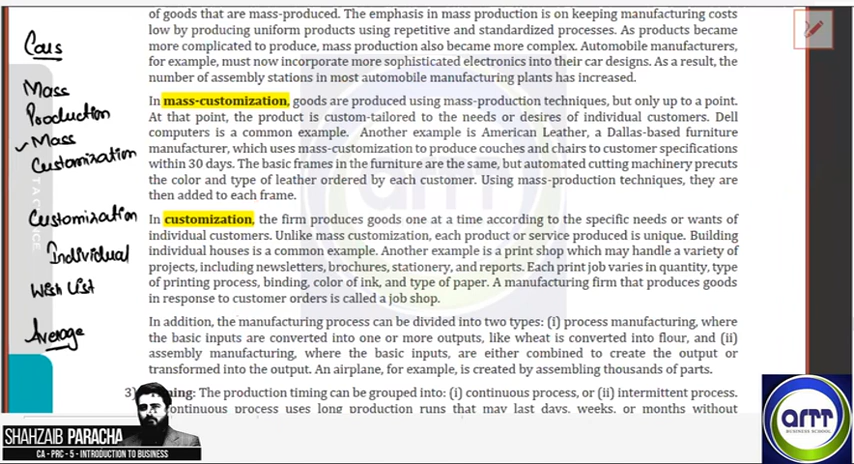 of goods that are mass-produced. The emphasis in mass production is on keeping manufacturing costs
low by producing uniform products using repetitive and standardized processes. As products became
more complicated to produce, mass production also became more complex. Automobile manufacturers,
for example, must now incorporate more sophisticated electronics into their car designs. As a result, the
number of assembly stations in most automobile manufacturing plants has increased.
In mass-customization, goods are produced using mass-production techniques, but only up to a point.
At that point, the product is custom-tailored to the needs or desires of individual customers. Dell
computers is a common example. Another example is American Leather, a Dallas-based furniture
manufacturer, which uses mass-customization to produce couches and chairs to customer specifications
within 30 days. The basic frames in the furniture are the same, but automated cutting machinery precuts
the color and type of leather ordered by each customer. Using mass-production techniques, they are
then added to each frame.
In customization, the firm produces goods one at a time according to the specific needs or wants of
individual customers. Unlike mass customization, each product or service produced is unique. Building
individual houses is a common example. Another example is a print shop which may handle a variety of
projects, including newsletters, brochures, stationery, and reports. Each print job varies in quantity, type
of printing process, binding, color of ink, and type of paper. A manufacturing firm that produces goods
in response to customer orders is called a job shop.
In addition, the manufacturing process can be divided into two types: (i) process manufacturing, where
the basic inputs are converted into one or more outputs, like wheat is converted into flour, and (ii)
assembly manufacturing, where the basic inputs, are either combined to create the output or
transformed into the output. An airplane, for example, is created by assembling thousands of parts.
3) The production timing can be grouped into: (i) continuous process, or (ii) intermittent process.
continuous process uses long production runs that may last days, weeks, or months without
Cars
Mass
Production
Mass
Customization
Customization
Individual
Wish List
Average
SHAHZAIB PARACHA
CA - PRC - 5 - INTRODUCTION TO BUSINESS
artt
BUSINESS SCHOOL